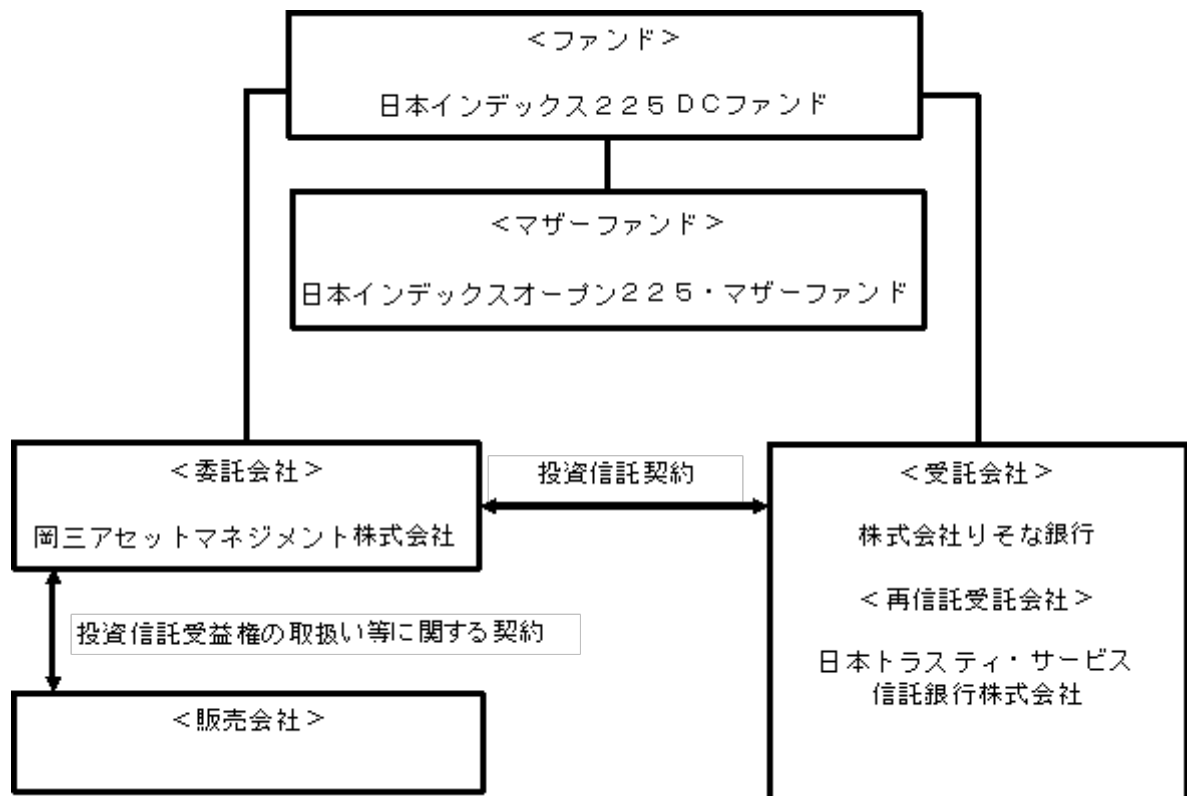 ＜ファンド＞
日本インデックス２２５ＤＣファンド
＜マザーファンド＞
日本インデックスオープン２２５・マザーファンド
＜委託会社＞
岡三アセットマネジメント株式会社
投資信託契約
＜受託会社＞
株式会社りそな銀行
＜再信託受託会社＞
日本トラスティ・サービス
信託銀行株式会社
投資信託受益権の取扱い等に関する契約
＜販売会社＞